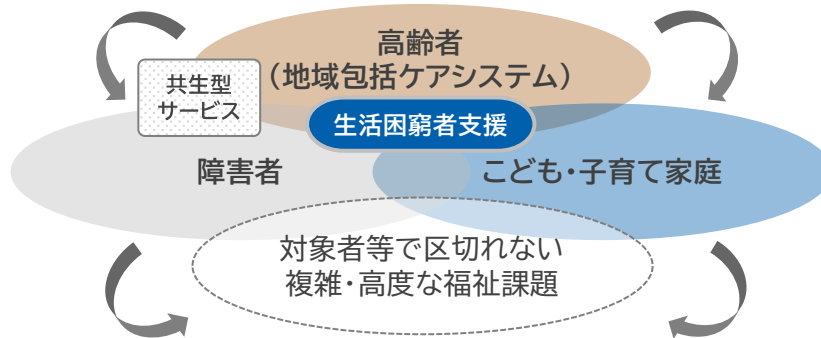 高齢者
（地域包括ケアシステム）
共生型
サービス
生活困窮者支援
障害者
こども・子育て家庭
対象者等で区切れない
複雑・高度な福祉課題